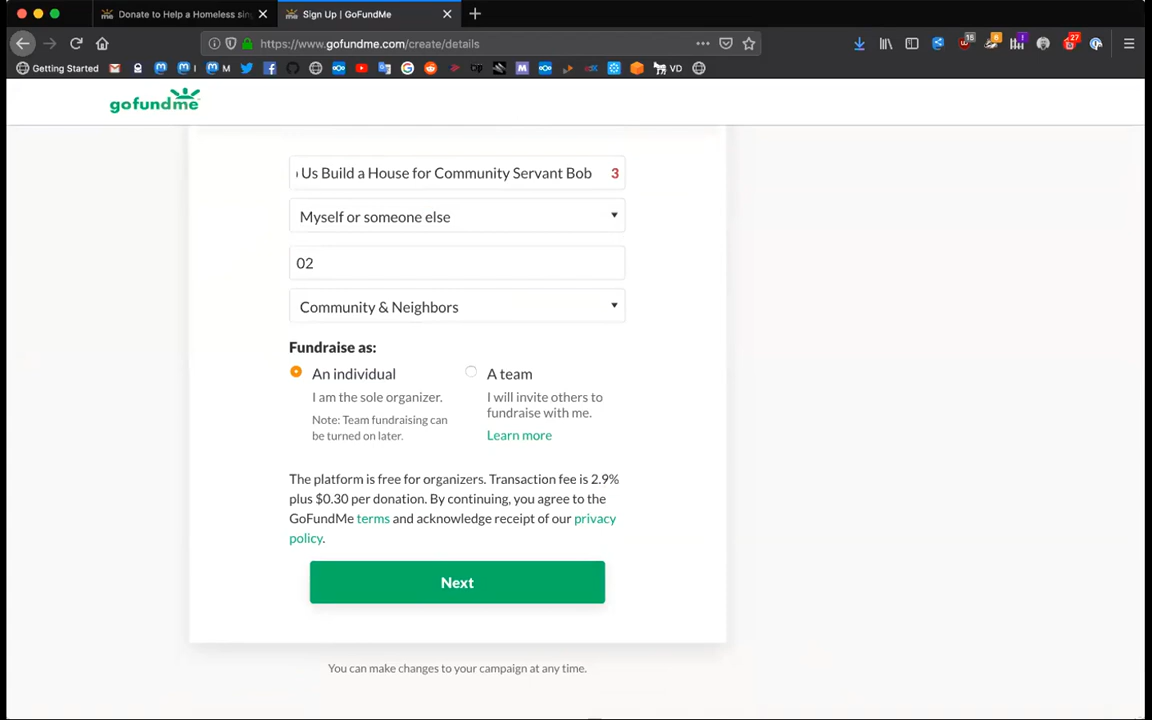 Donate to Help a Homeless sin
Sign Up | GoFundMe
https://www.gofundme.com/create/details
15
6
!
27
Getting Started
M
I
M
VD
gofundme
Us Build a House for Community Servant Bob
3
Myself or someone else
02
Community & Neighbors
Fundraise as:
An individual
I am the sole organizer.
Note: Team fundraising can
be turned on later.
A team
I will invite others to
fundraise with me.
Learn more
The platform is free for organizers. Transaction fee is 2.9%
plus $0.30 per donation. By continuing, you agree to the
GoFundMe terms and acknowledge receipt of our privacy
policy.
Next
You can make changes to your campaign at any time.